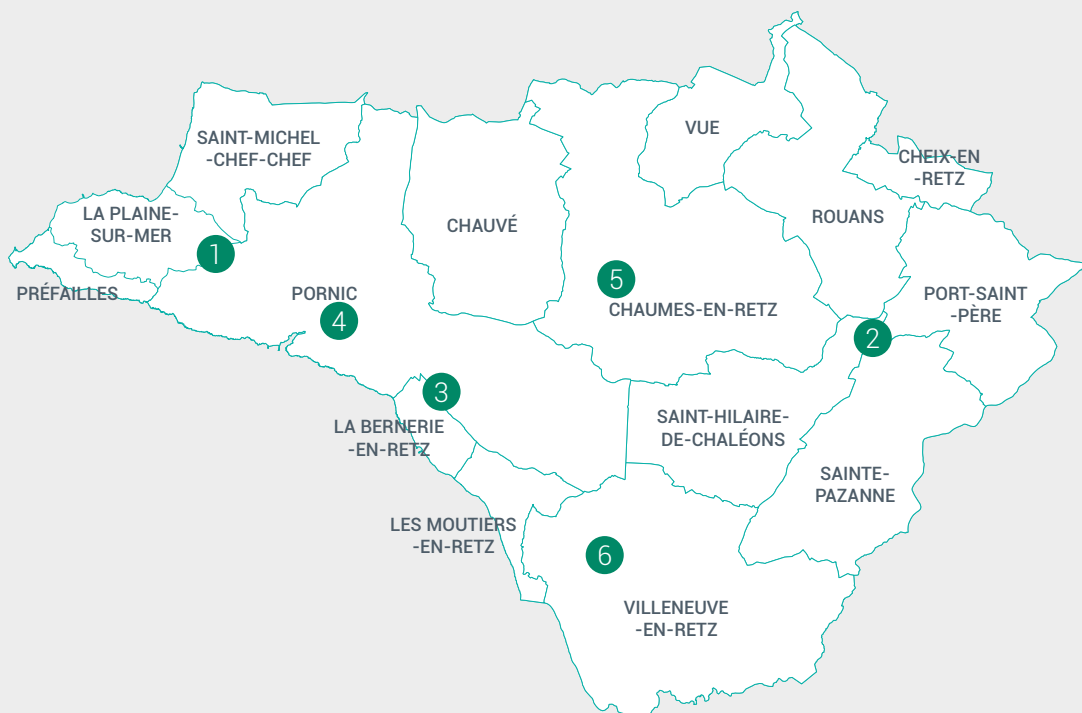 SAINT-MICHEL
-CHEF-CHEF
VUE
CHEIX-EN
-RETZ
LA PLAINE-
SUR-MER
CHAUVÉ
ROUANS
1
PRÉFAILLES
PORNIC
4
5
CHAUMES-EN-RETZ
PORT-SAINT
-PÈRE
2
3
LA BERNERIE
-EN-RETZ
SAINT-HILAIRE-
DE-CHALÉONS
SAINTE-
PAZANNE
LES MOUTIERS
-EN-RETZ
6
VILLENEUVE
-EN-RETZ